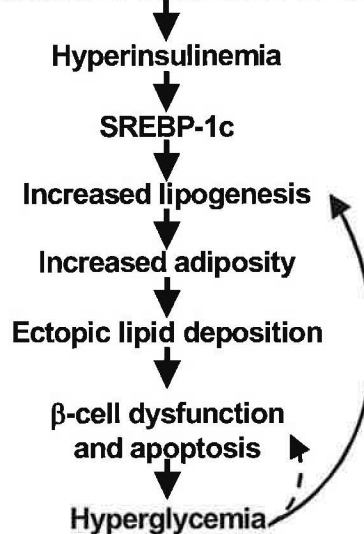 Hyperinsulinemia
SREBP-1c
Increased lipogenesis
Increased adiposity
Ectopic lipid deposition
β-cell dysfunction
and apoptosis
Hyperglycemia